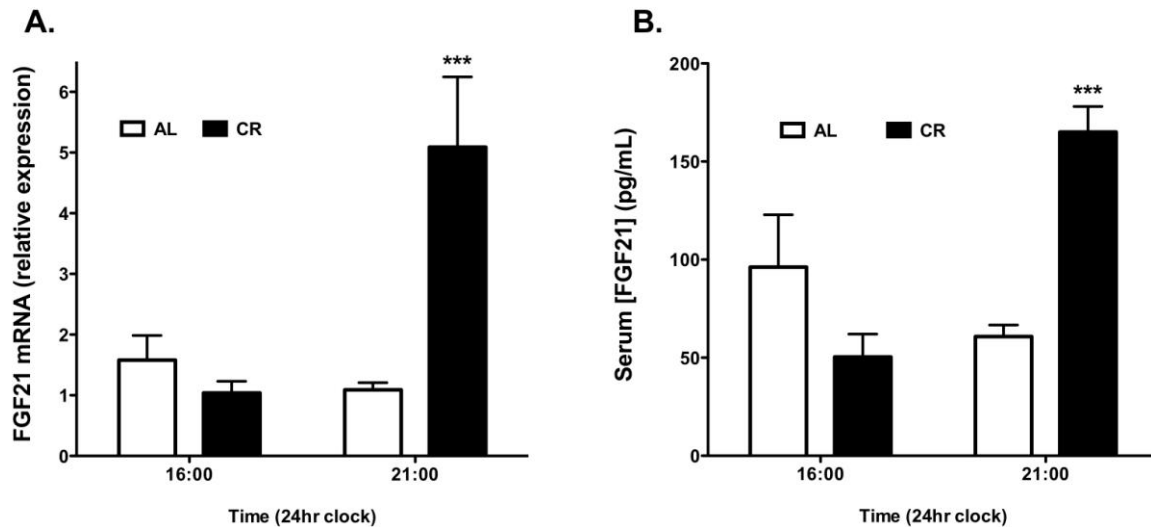 A.
FGF21 mRNA (relative expression)
6
5
4
3
2
1
0
AL
CR
***
16:00
21:00
Time (24hr clock)
B.
Serum [FGF21] (pg/mL)
200
150
100
50
0
AL
CR
***
16:00
21:00
Time (24hr clock)